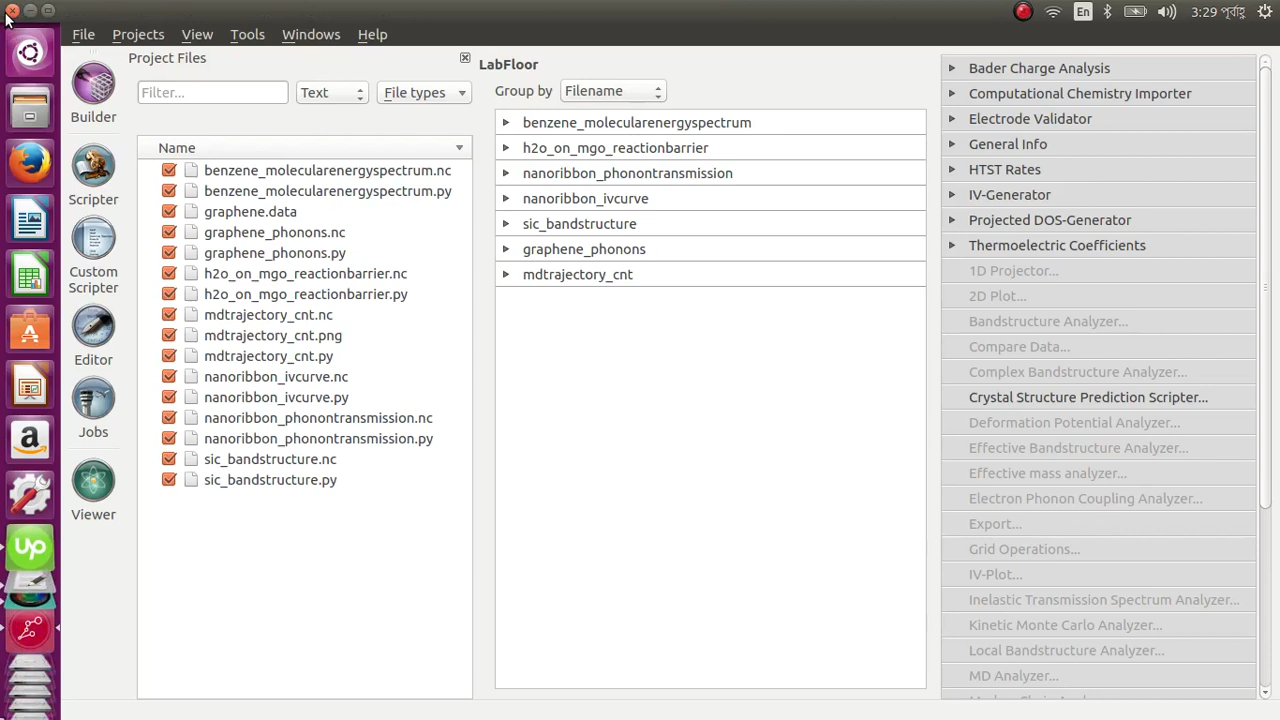 En
3:29 পূর্বাহ্ণ
File Projects View Tools Windows Help
Project Files
LabFloor
Filter... Text File types
Group by Filename
Builder
Scripter
Custom
Scripter
Editor
Jobs
Viewer
Name
benzene_molecularenergyspectrum.nc
benzene_molecularenergyspectrum.py
graphene.data
graphene_phonons.nc
graphene_phonons.py
h2o_on_mgo_reactionbarrier.nc
h2o_on_mgo_reactionbarrier.py
mdtrajectory_cnt.nc
mdtrajectory_cnt.png
mdtrajectory_cnt.py
nanoribbon_ivcurve.nc
nanoribbon_ivcurve.py
nanoribbon_phonontransmission.nc
nanoribbon_phonontransmission.py
sic_bandstructure.nc
sic_bandstructure.py
benzene_molecularenergyspectrum
h2o_on_mgo_reactionbarrier
nanoribbon_phonontransmission
nanoribbon_ivcurve
sic_bandstructure
graphene_phonons
mdtrajectory_cnt
Bader Charge Analysis
Computational Chemistry Importer
Electrode Validator
General Info
HTST Rates
IV-Generator
Projected DOS-Generator
Thermoelectric Coefficients
1D Projector...
2D Plot...
Bandstructure Analyzer...
Compare Data...
Complex Bandstructure Analyzer...
Crystal Structure Prediction Scripter...
Deformation Potential Analyzer...
Effective Bandstructure Analyzer...
Effective mass analyzer...
Electron Phonon Coupling Analyzer...
Export...
Grid Operations...
IV-Plot...
Inelastic Transmission Spectrum Analyzer...
Kinetic Monte Carlo Analyzer...
Local Bandstructure Analyzer...
MD Analyzer...
a
Up